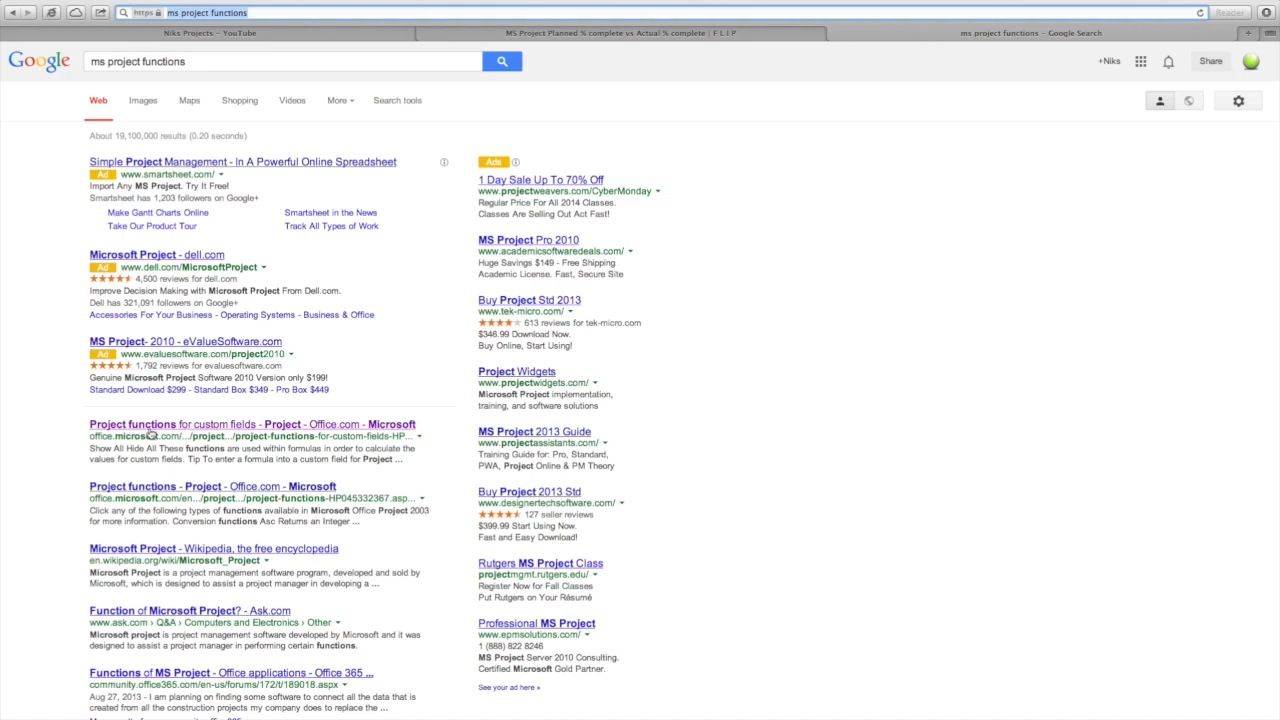 https ms project functions
Reader
Niks Projects – YouTube
MS Project Planned % complete vs Actual % complete | F L I P
ms project functions – Google Search
Google
ms project functions
+Niks
Share
Web Images Maps Shopping Videos More Search tools
About 19,100,000 results (0.20 seconds)
Simple Project Management - In A Powerful Online Spreadsheet
Ad www.smartsheet.com/
Import Any MS Project. Try It Free!
Smartsheet has 1,203 followers on Google+
Make Gantt Charts Online Smartsheet in the News
Take Our Product Tour Track All Types of Work
Microsoft Project - dell.com
Ad www.dell.com/MicrosoftProject
4,500 reviews for dell.com
Improve Decision Making with Microsoft Project From Dell.com.
Dell has 321,091 followers on Google+
Accessories For Your Business - Operating Systems - Business & Office
MS Project- 2010 - eValueSoftware.com
Ad www.evaluesoftware.com/project2010
1,792 reviews for evaluesoftware.com
Genuine Microsoft Project Software 2010 Version only $199!
Standard Download $299 - Standard Box $349 - Pro Box $449
Project functions for custom fields - Project - Office.com - Microsoft
office.microsoft.com/.../project.../project-functions-for-custom-fields-HP...
Show All Hide All These functions are used within formulas in order to calculate the
values for custom fields. Tip To enter a formula into a custom field for Project ...
Project functions - Project - Office.com - Microsoft
office.microsoft.com/en.../project.../project-functions-HP045332367.asp...
Click any of the following types of functions available in Microsoft Office Project 2003
for more information. Conversion functions Asc Returns an Integer ...
Microsoft Project - Wikipedia, the free encyclopedia
en.wikipedia.org/wiki/Microsoft_Project
Microsoft Project is a project management software program, developed and sold by
Microsoft, which is designed to assist a project manager in developing a ...
Function of Microsoft Project? - Ask.com
www.ask.com › Q&A › Computers and Electronics › Other
Microsoft project is project management software developed by Microsoft and it was
designed to assist a project manager in performing certain functions.
Functions of MS Project - Office applications - Office 365 ...
community.office365.com/en-us/forums/172/t/189018.aspx
Aug 27, 2013 - I am planning on finding some software to connect all the data that is
created from all the construction projects my company does to replace the ...
Ads
1 Day Sale Up To 70% Off
www.projectweavers.com/CyberMonday
Regular Price For All 2014 Classes.
Classes Are Selling Out Act Fast!
MS Project Pro 2010
www.academicsoftwaredeals.com/
Huge Savings $149 - Free Shipping
Academic License. Fast, Secure Site
Buy Project Std 2013
www.tek-micro.com/
613 reviews for tek-micro.com
$346.99 Download Now.
Buy Online, Start Using!
Project Widgets
www.projectwidgets.com/
Microsoft Project implementation,
training, and software solutions
MS Project 2013 Guide
www.projectassistants.com/
Training Guide for: Pro, Standard,
PWA, Project Online & PM Theory
Buy Project 2013 Std
www.designertechsoftware.com/
127 seller reviews
$399.99 Start Using Now.
Fast and Easy Download!
Rutgers MS Project Class
projectmgmt.rutgers.edu/
Register Now for Fall Classes
Put Rutgers on Your Résumé
Professional MS Project
www.epmsolutions.com/
1 (888) 822 8246
MS Project Server 2010 Consulting.
Certified Microsoft Gold Partner.
See your ad here »